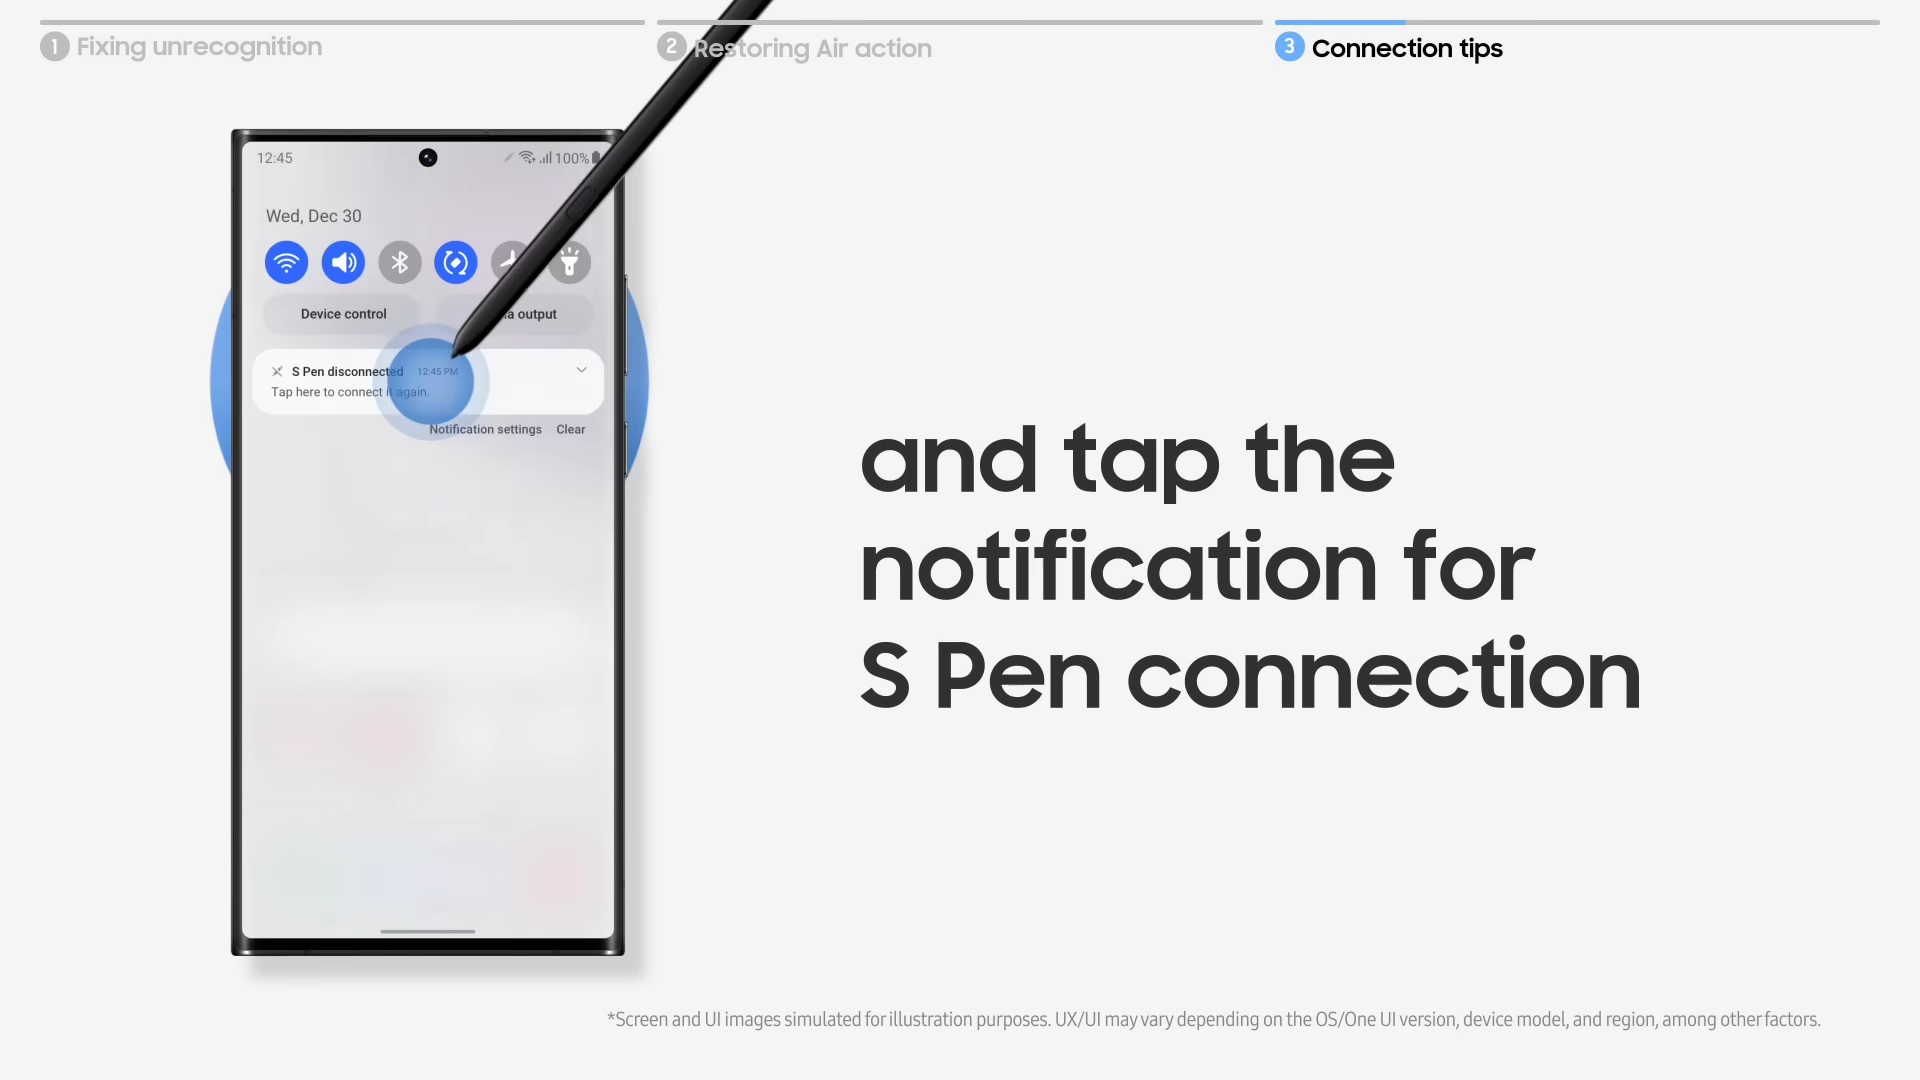 1 Fixing unrecognition
2 Restoring Air action
3 Connection tips
12:45
100%
Wed, Dec 30
Device control
a output
S Pen disconnected 12:45 PM
Tap here to connect it again.
Notification settings Clear
and tap the
notification for
S Pen connection
*Screen and UI images simulated for illustration purposes. UX/UI may vary depending on the OS/One UI version, device model, and region, among other factors.